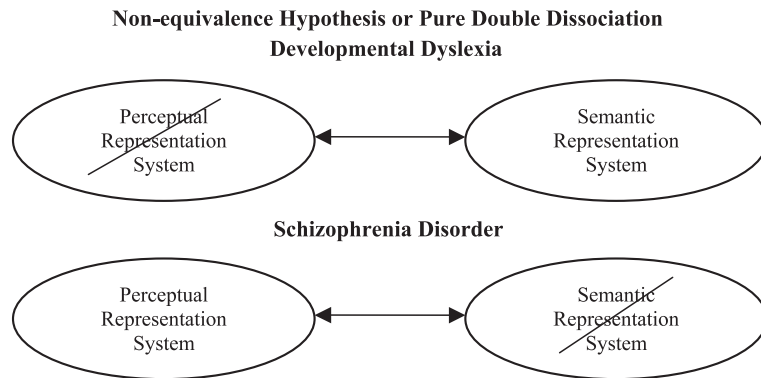 Non-equivalence Hypothesis or Pure Double Dissociation
Developmental Dyslexia
Perceptual
Representation
System
Semantic
Representation
System
Schizophrenia Disorder
Perceptual
Representation
System
Semantic
Representation
System